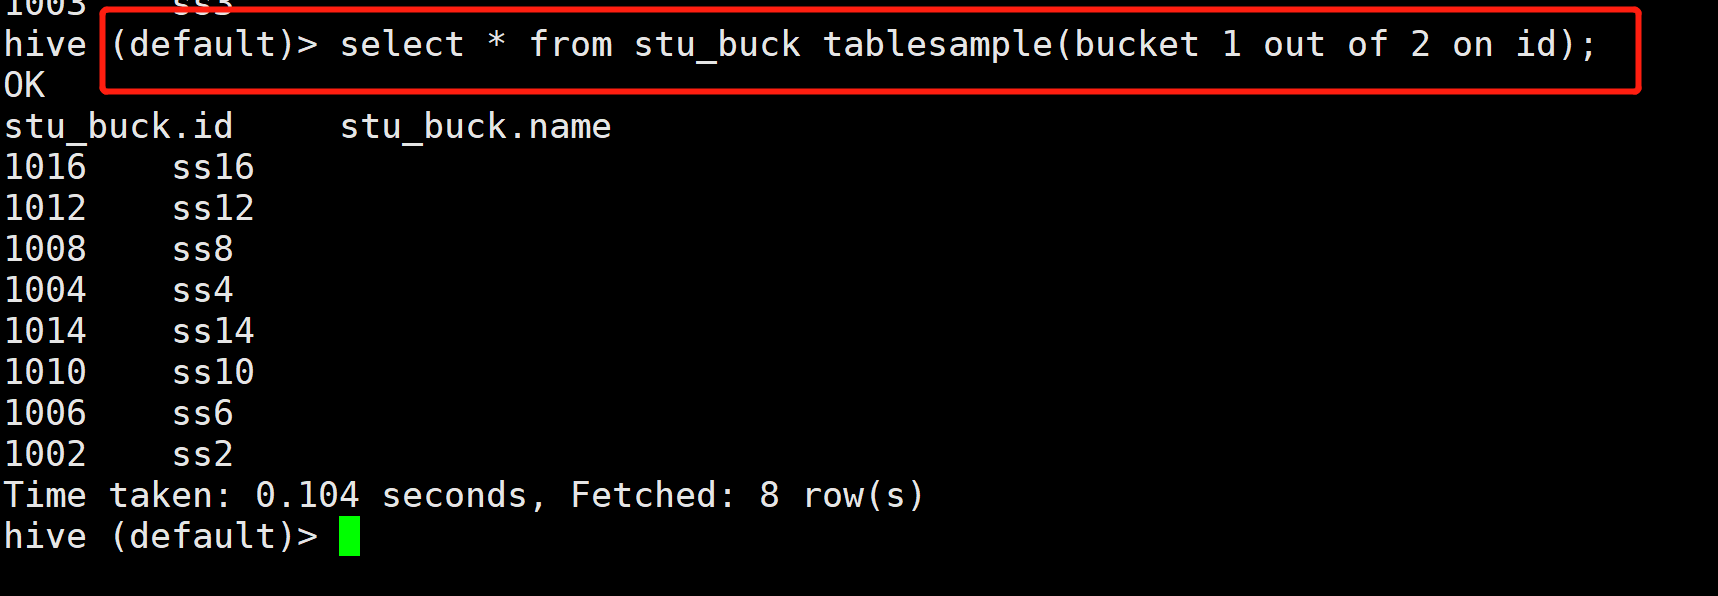 1003    ss3
hive (default)> select * from stu_buck tablesample(bucket 1 out of 2 on id);
OK
stu_buck.id     stu_buck.name
1016    ss16
1012    ss12
1008    ss8
1004    ss4
1014    ss14
1010    ss10
1006    ss6
1002    ss2
Time taken: 0.104 seconds, Fetched: 8 row(s)
hive (default)>